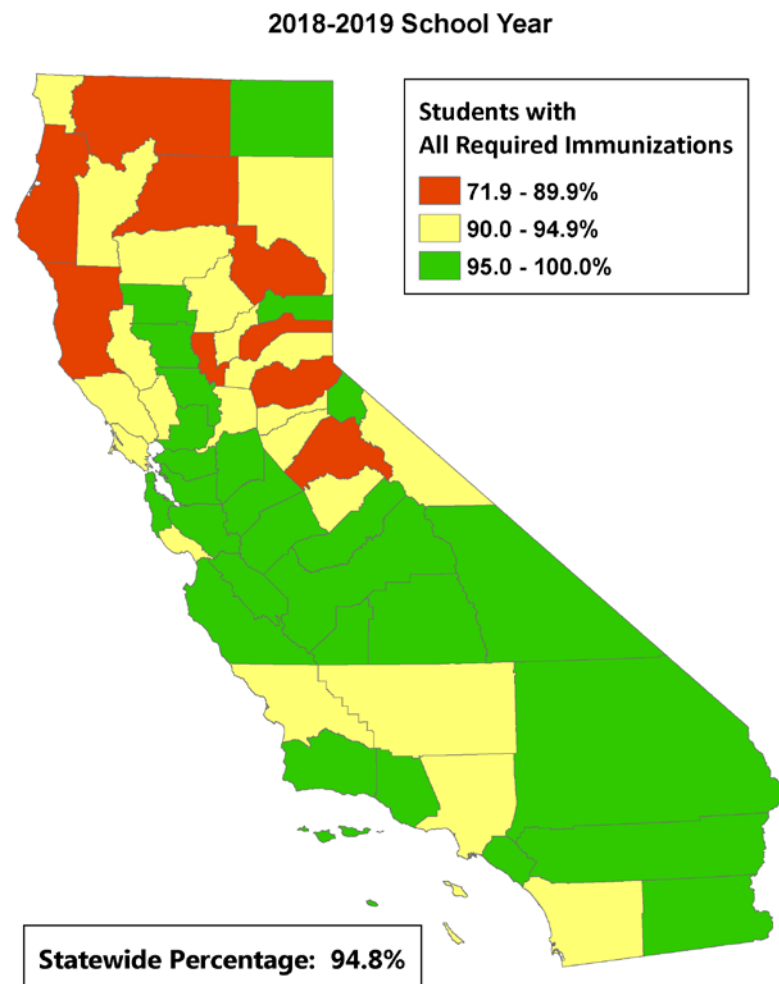 2018-2019 School Year
Students with
All Required Immunizations
71.9 - 89.9%
90.0 - 94.9%
95.0 - 100.0%
Statewide Percentage: 94.8%